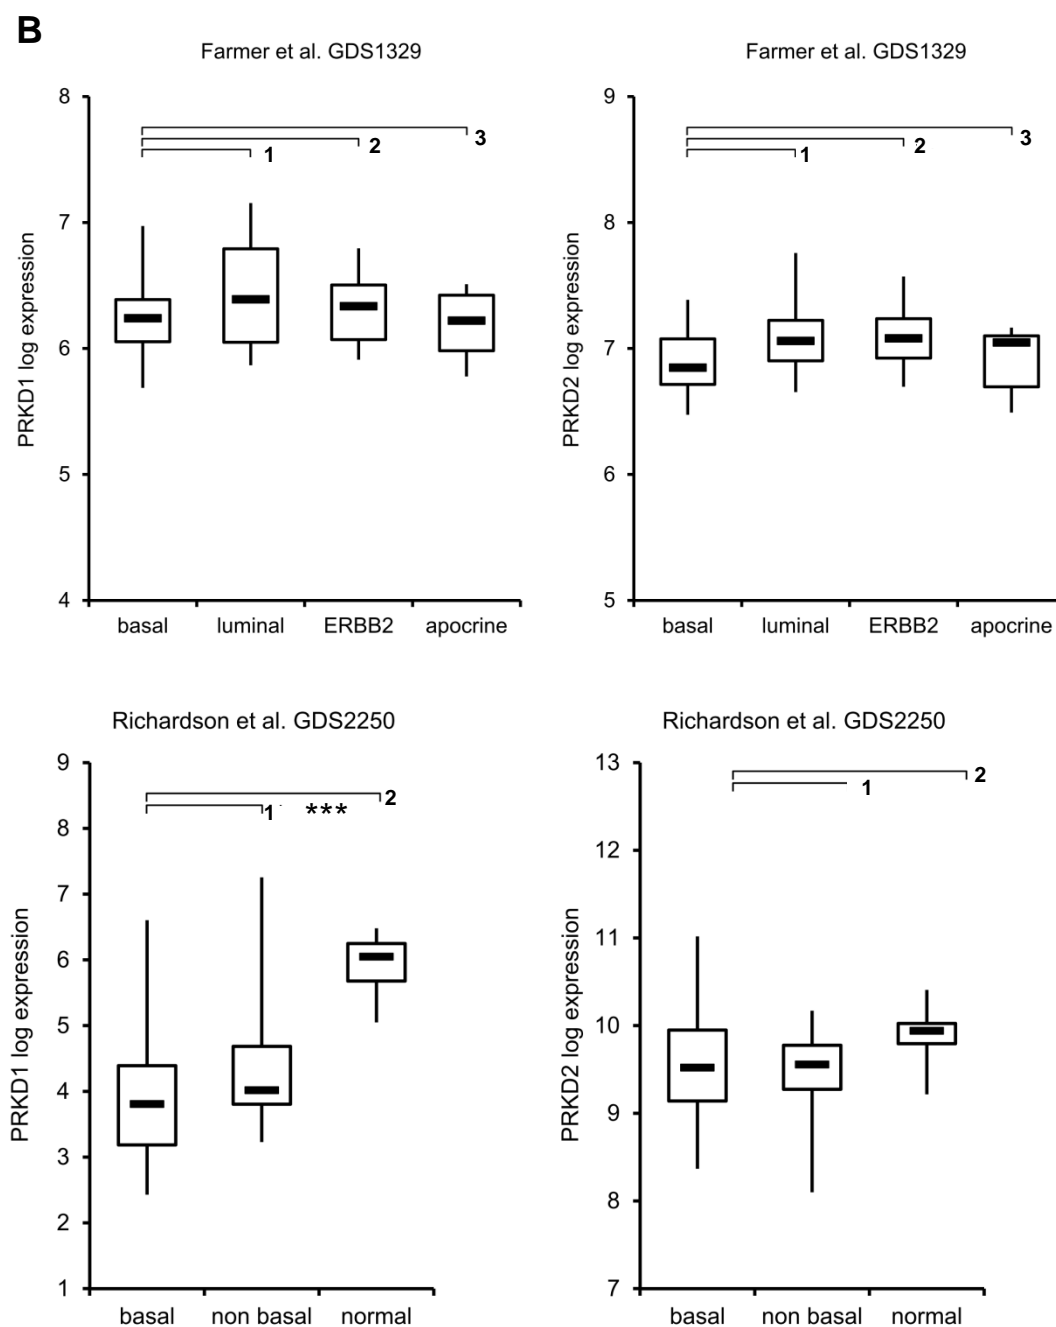 B
Farmer et al. GDS1329
8
7
6
5
4
PRKD1 log expression
1
2
3
basal luminal ERBB2 apocrine
Farmer et al. GDS1329
9
8
7
6
5
PRKD2 log expression
1
2
3
basal luminal ERBB2 apocrine
Richardson et al. GDS2250
9
8
7
6
5
4
3
2
1
PRKD1 log expression
2
1 ***
basal non basal normal
Richardson et al. GDS2250
13
12
11
10
9
8
7
PRKD2 log expression
2
1
basal non basal normal